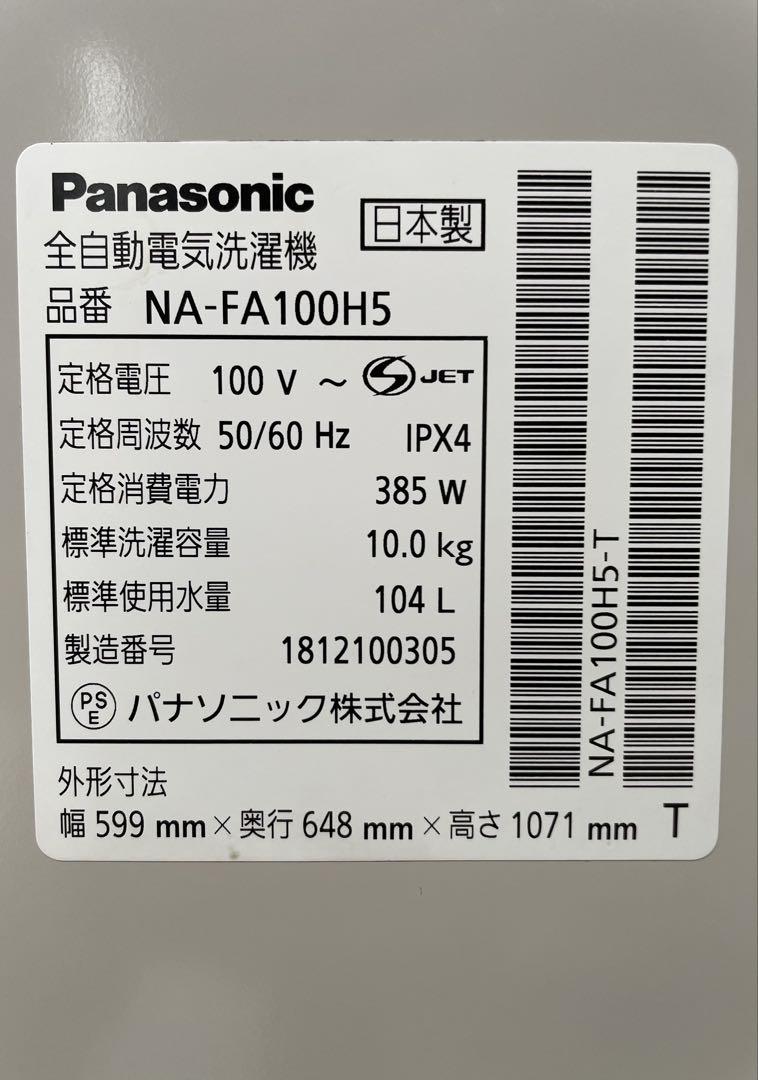 Panasonic
日本製
全自動電気洗濯機
品番 NA-FA100H5
定格電圧 100 V ~ S JET
定格周波数 50/60 Hz IPX4
定格消費電力 385 W
標準洗濯容量 10.0 kg
標準使用水量 104 L
製造番号 1812100305
PS E パナソニック株式会社
外形寸法
幅 599 mm×奥行 648 mm×高さ 1071 mm T
NA-FA100H5-T